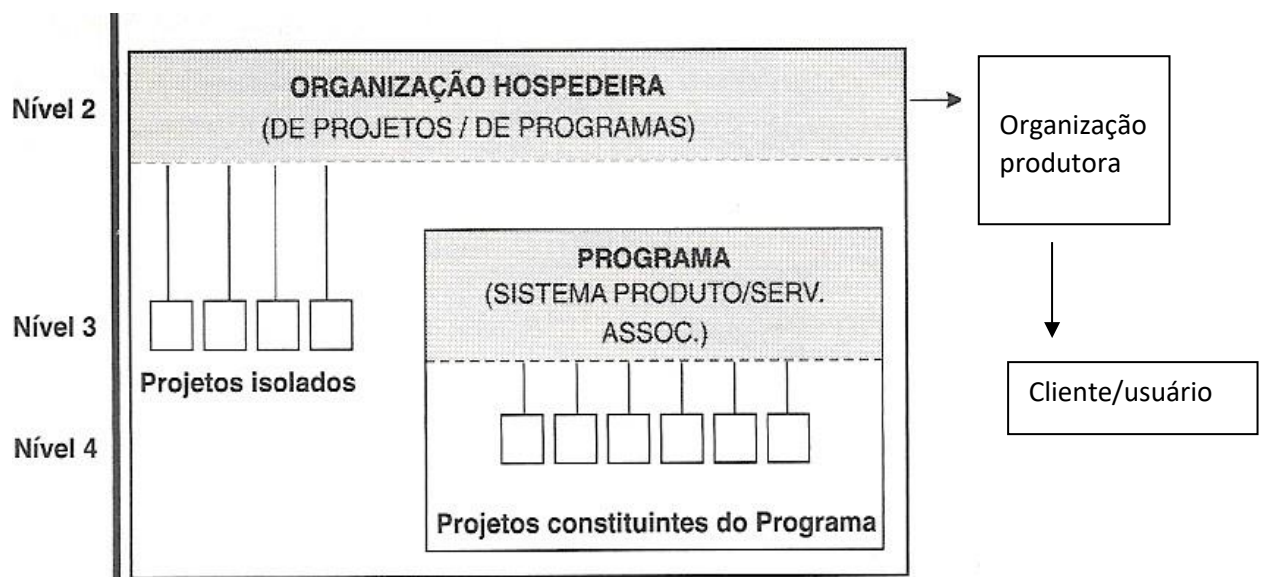 Nível 2
ORGANIZAÇÃO HOSPEDEIRA
(DE PROJETOS / DE PROGRAMAS)
Organização
produtora
PROGRAMA
(SISTEMA PRODUTO/SERV.
ASSOC.)
Nível 3
Projetos isolados
Cliente/usuário
Nível 4
Projetos constituintes do Programa